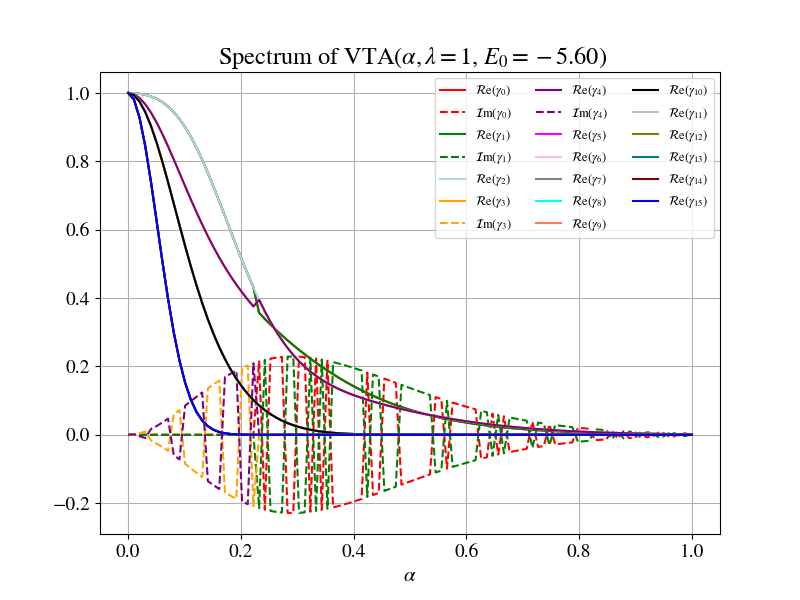 Spectrum of VTA(α, λ = 1, E₀ = −5.60)
1.0
0.8
0.6
0.4
0.2
0.0
−0.2
0.0 0.2 0.4 0.6 0.8 1.0
α
ℛe(γ₀)
ℐm(γ₀)
ℛe(γ₁)
ℐm(γ₁)
ℛe(γ₂)
ℛe(γ₃)
ℐm(γ₃)
ℛe(γ₄)
ℐm(γ₄)
ℛe(γ₅)
ℛe(γ₆)
ℛe(γ₇)
ℛe(γ₈)
ℛe(γ₉)
ℛe(γ₁₀)
ℛe(γ₁₁)
ℛe(γ₁₂)
ℛe(γ₁₃)
ℛe(γ₁₄)
ℛe(γ₁₅)